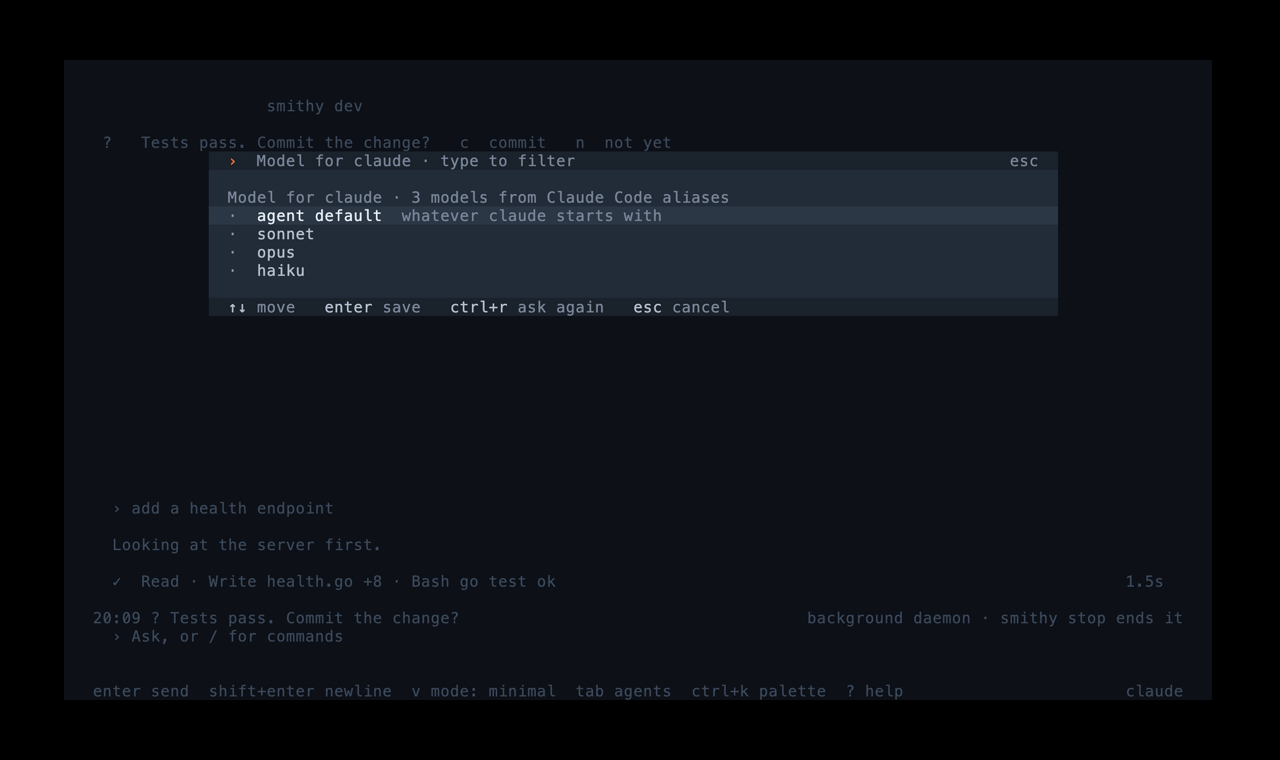 smithy dev
? Tests pass. Commit the change? c commit n not yet
› Model for claude · type to filter esc
Model for claude · 3 models from Claude Code aliases
· agent default whatever claude starts with
· sonnet
· opus
· haiku
↑↓ move enter save ctrl+r ask again esc cancel
› add a health endpoint
Looking at the server first.
✓ Read · Write health.go +8 · Bash go test ok 1.5s
20:09 ? Tests pass. Commit the change? background daemon · smithy stop ends it
› Ask, or / for commands
enter send shift+enter newline v mode: minimal tab agents ctrl+k palette ? help claude